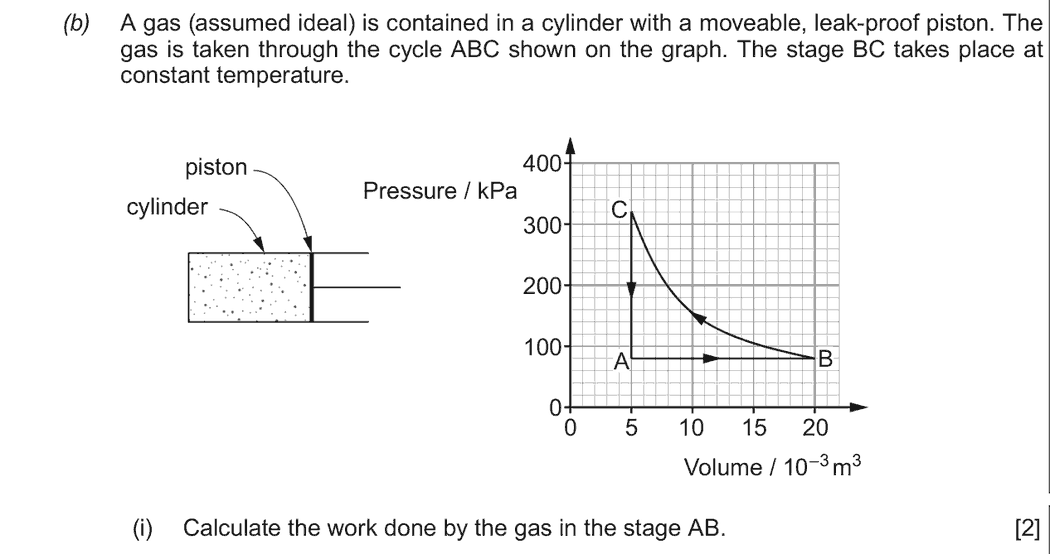 (b) A gas (assumed ideal) is contained in a cylinder with a moveable, leak-proof piston. The
gas is taken through the cycle ABC shown on the graph. The stage BC takes place at
constant temperature.
piston
cylinder
Pressure / kPa
400
300
200
100
0
C
A
B
0 5 10 15 20
Volume / 10⁻³ m³
(i) Calculate the work done by the gas in the stage AB. [2]